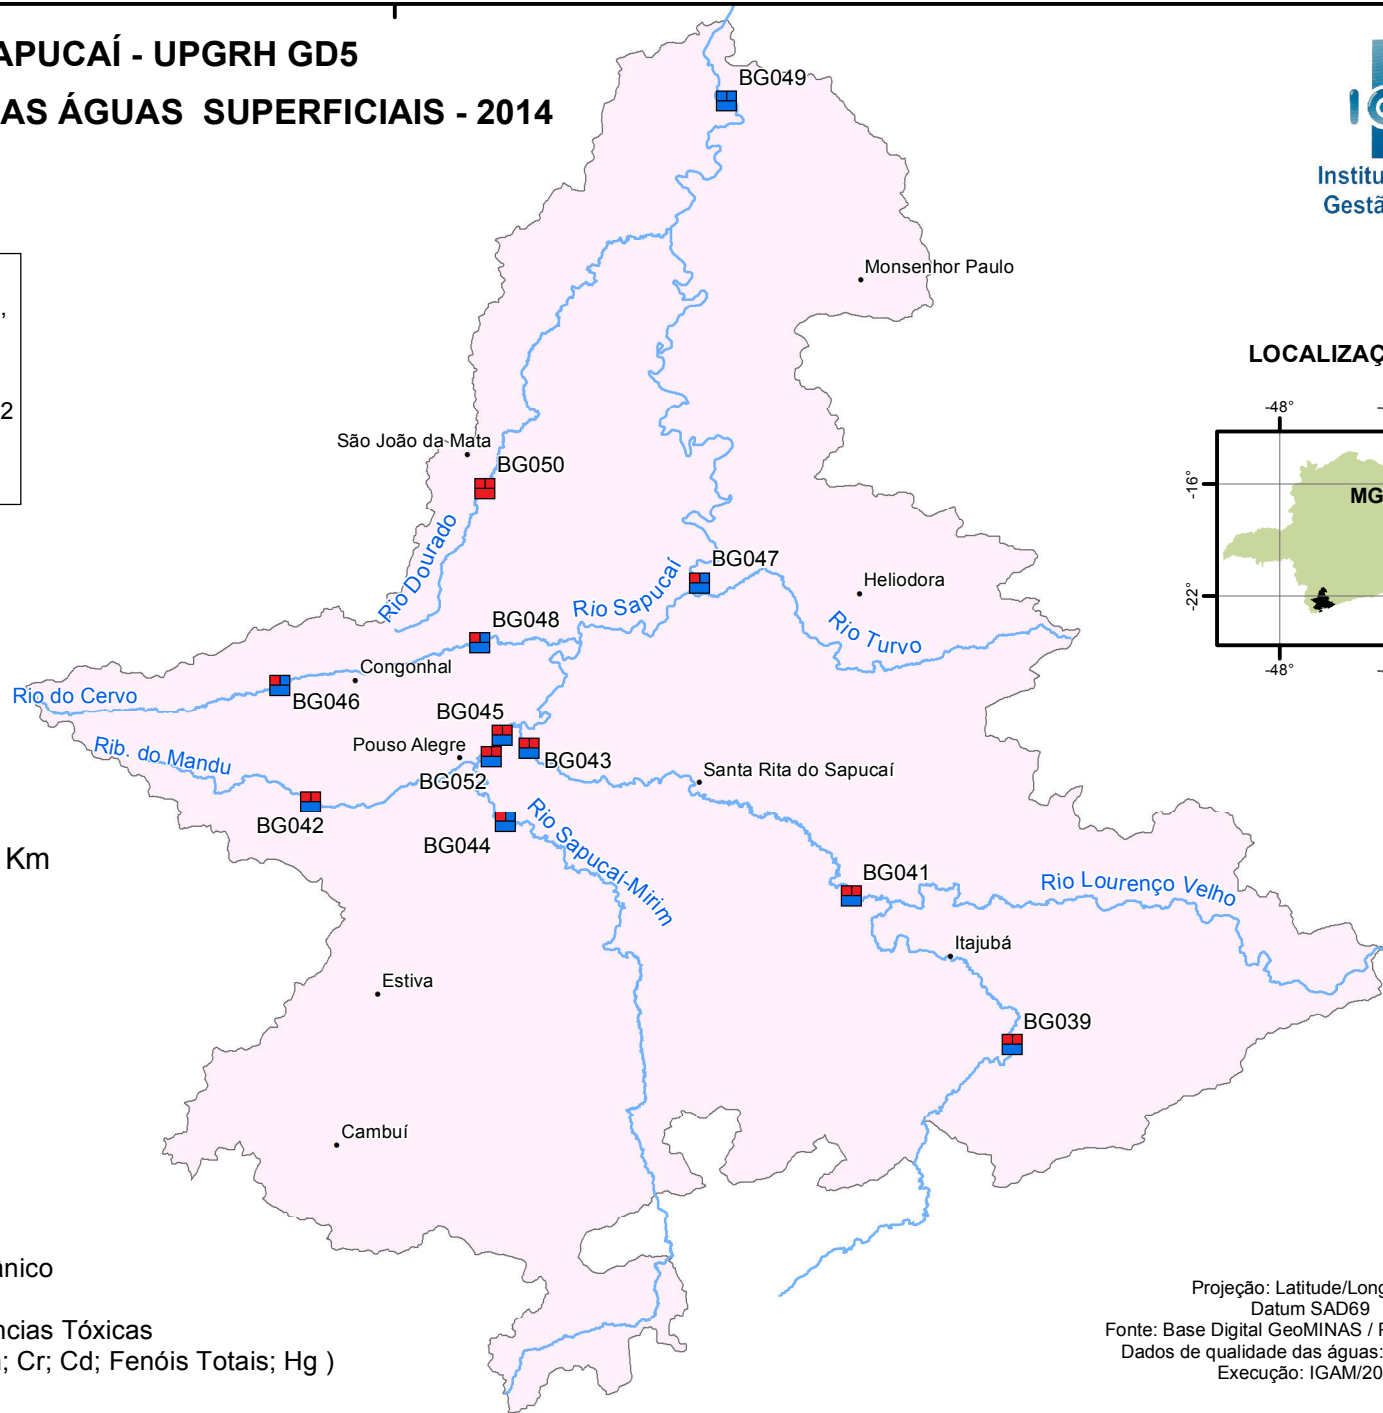 APUCAÍ - UPGRH GD5
AS ÁGUAS SUPERFICIAIS - 2014
Institu
Gestã
,
2
LOCALIZAÇ
-48°
-16°
MG
-22°
-48°
BG049
Monsenhor Paulo
São João da Mata
BG050
Rio Dourado
BG047
Heliodora
Rio Sapucaí
BG048
Rio Turvo
Congonhal
Rio do Cervo
BG046
BG045
Rib. do Mandu
Pouso Alegre
BG043
BG052
Santa Rita do Sapucaí
BG042
BG044
Rio Sapucaí-Mirim
Km
BG041
Rio Lourenço Velho
Itajubá
Estiva
BG039
Cambuí
ânico
ncias Tóxicas
; Cr; Cd; Fenóis Totais; Hg )
Projeção: Latitude/Long
Datum SAD69
Fonte: Base Digital GeoMINAS /
Dados de qualidade das águas:
Execução: IGAM/20